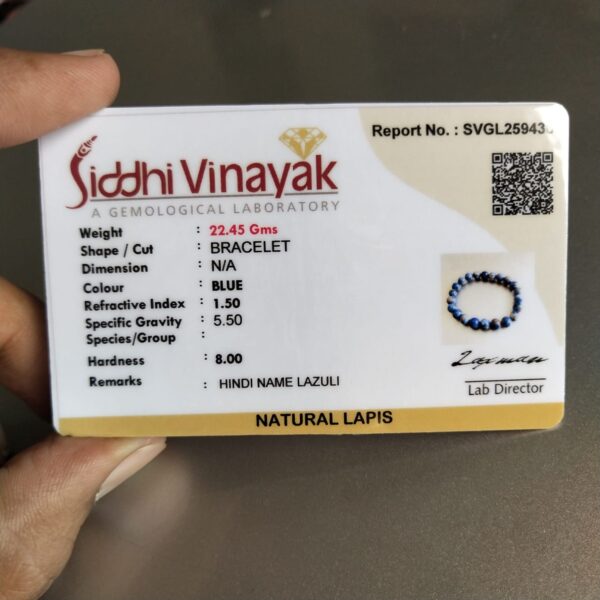 Siddhi Vinayak
A GEMOLOGICAL LABORATORY
Report No. : SVGL25943
Weight : 22.45 Gms
Shape / Cut : BRACELET
Dimension : N/A
Colour : BLUE
Refractive Index : 1.50
Specific Gravity : 5.50
Species/Group :
Hardness : 8.00
Remarks : HINDI NAME LAZULI
Laxman
Lab Director
NATURAL LAPIS